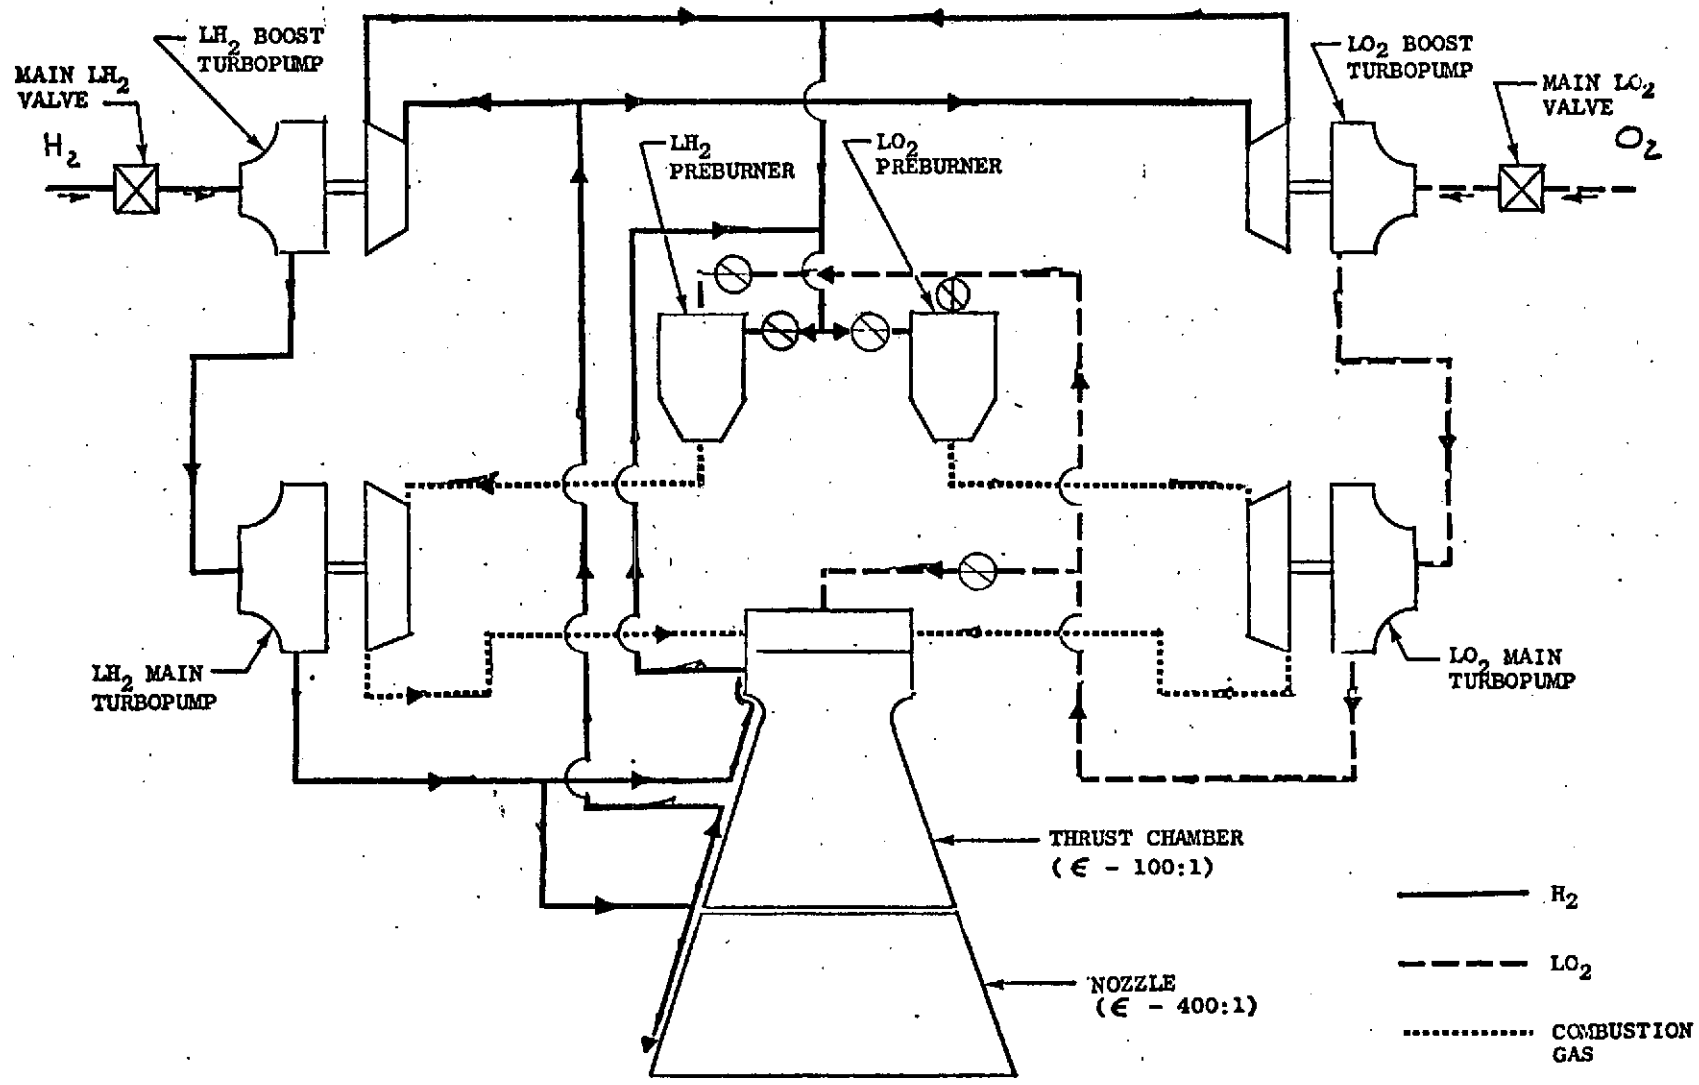 LH2 BOOST
TURBOPUMP
MAIN LH2
VALVE
H2
LO2 BOOST
TURBOPUMP
MAIN LO2
VALVE
O2
LH2
PREBURNER
LO2
PREBURNER
LH2 MAIN
TURBOPUMP
LO2 MAIN
TURBOPUMP
THRUST CHAMBER
(ϵ - 100:1)
NOZZLE
(ϵ - 400:1)
H2
LO2
COMBUSTION
GAS